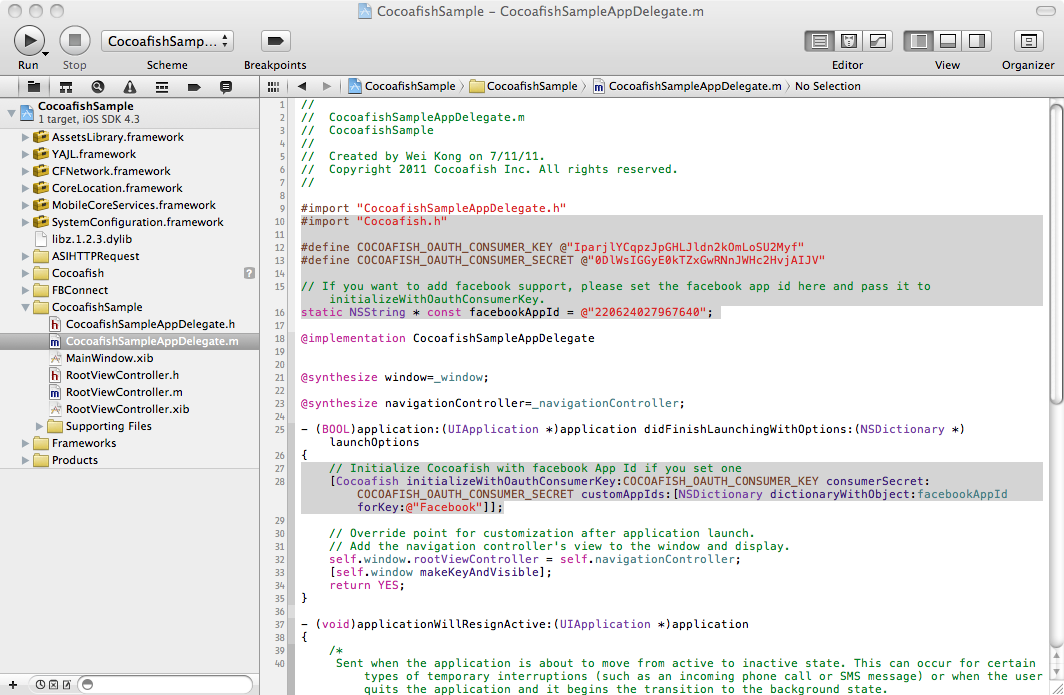 CocoafishSample – CocoafishSampleAppDelegate.m
CocoafishSamp...
Run
Stop
Scheme
Breakpoints
Editor
View
Organizer
CocoafishSample
1 target, iOS SDK 4.3
AssetsLibrary.framework
YAJL.framework
CFNetwork.framework
CoreLocation.framework
MobileCoreServices.framework
SystemConfiguration.framework
libz.1.2.3.dylib
ASIHTTPRequest
Cocoafish
?
FBConnect
CocoafishSample
h CocoafishSampleAppDelegate.h
m CocoafishSampleAppDelegate.m
MainWindow.xib
h RootViewController.h
m RootViewController.m
RootViewController.xib
Supporting Files
Frameworks
Products
CocoafishSample
CocoafishSample
m CocoafishSampleAppDelegate.m
No Selection
1 //
2 //  CocoafishSampleAppDelegate.m
3 //  CocoafishSample
4 //
5 //  Created by Wei Kong on 7/11/11.
6 //  Copyright 2011 Cocoafish Inc. All rights reserved.
7 //
8
9 #import "CocoafishSampleAppDelegate.h"
10 #import "Cocoafish.h"
11
12 #define COCOAFISH_OAUTH_CONSUMER_KEY @"IparjlYCqpzJpGHLJldn2kOmLoSU2Myf"
13 #define COCOAFISH_OAUTH_CONSUMER_SECRET @"0DlWsIGGyE0kTZxGwRNnJWHc2HvjAIJV"
14
15 // If you want to add facebook support, please set the facebook app id here and pass it to
initializeWithOauthConsumerKey.
16 static NSString * const facebookAppId = @"220624027967640";
17
18 @implementation CocoafishSampleAppDelegate
19
20
21 @synthesize window=_window;
22
23 @synthesize navigationController=_navigationController;
24
25 - (BOOL)application:(UIApplication *)application didFinishLaunchingWithOptions:(NSDictionary *)
launchOptions
26 {
27 // Initialize Cocoafish with facebook App Id if you set one
28 [Cocoafish initializeWithOauthConsumerKey:COCOAFISH_OAUTH_CONSUMER_KEY consumerSecret:
COCOAFISH_OAUTH_CONSUMER_SECRET customAppIds:[NSDictionary dictionaryWithObject:facebookAppId
forKey:@"Facebook"]];
29
30 // Override point for customization after application launch.
31 // Add the navigation controller's view to the window and display.
32 self.window.rootViewController = self.navigationController;
33 [self.window makeKeyAndVisible];
34 return YES;
35 }
36
37 - (void)applicationWillResignActive:(UIApplication *)application
38 {
39 /*
40 Sent when the application is about to move from active to inactive state. This can occur for certain
types of temporary interruptions (such as an incoming phone call or SMS message) or when the user
quits the application and it begins the transition to the background state.